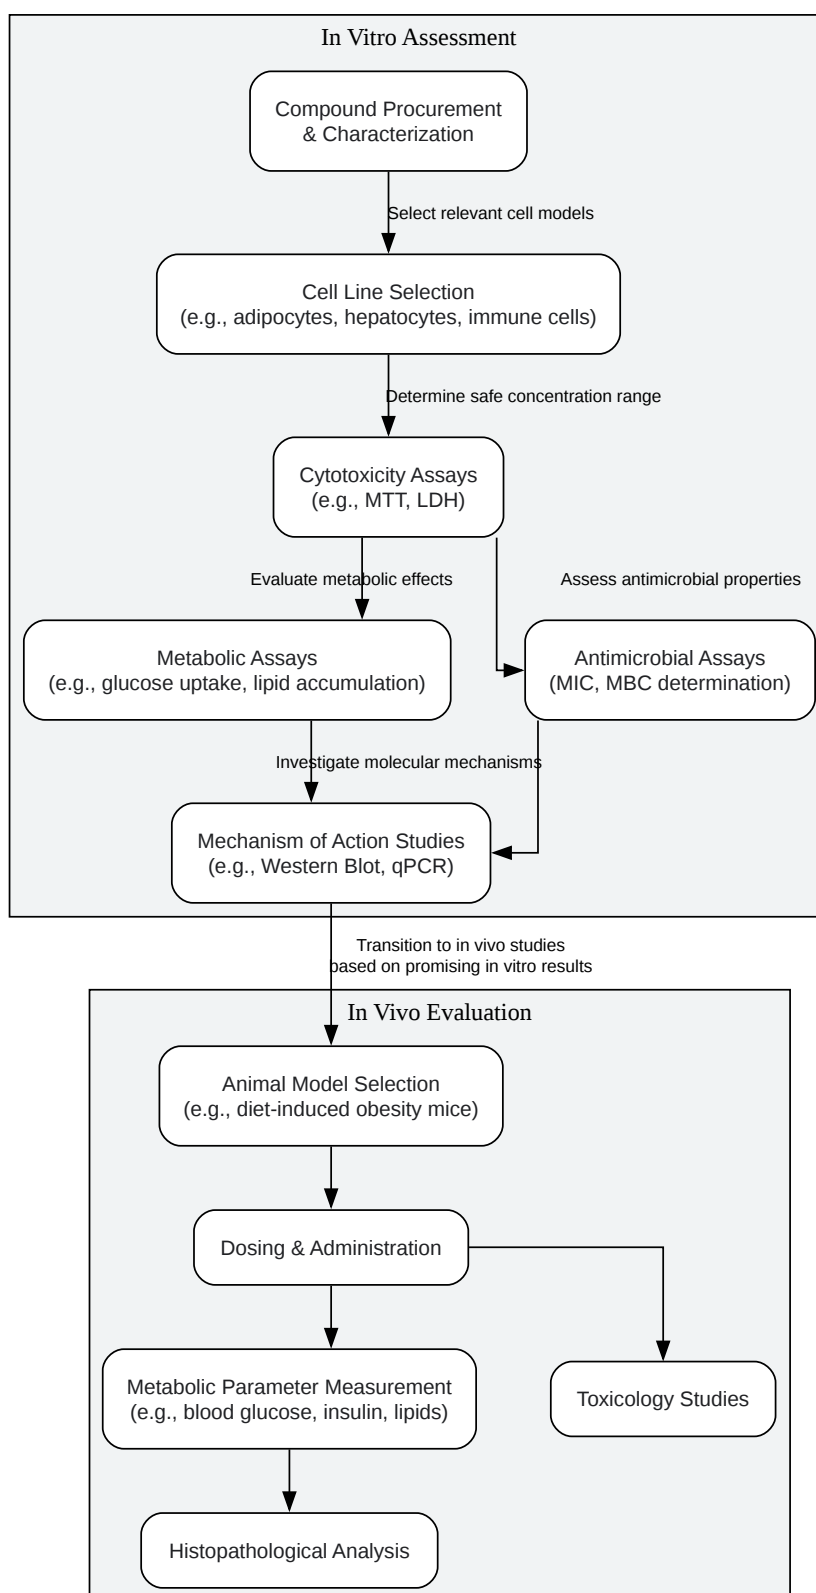 In Vitro Assessment
Compound Procurement
& Characterization
Select relevant cell models
Cell Line Selection
(e.g., adipocytes, hepatocytes, immune cells)
Determine safe concentration range
Cytotoxicity Assays
(e.g., MTT, LDH)
Evaluate metabolic effects
Assess antimicrobial properties
Metabolic Assays
(e.g., glucose uptake, lipid accumulation)
Antimicrobial Assays
(MIC, MBC determination)
Investigate molecular mechanisms
Mechanism of Action Studies
(e.g., Western Blot, qPCR)
Transition to in vivo studies
based on promising in vitro results
In Vivo Evaluation
Animal Model Selection
(e.g., diet-induced obesity mice)
Dosing & Administration
Metabolic Parameter Measurement
(e.g., blood glucose, insulin, lipids)
Toxicology Studies
Histopathological Analysis